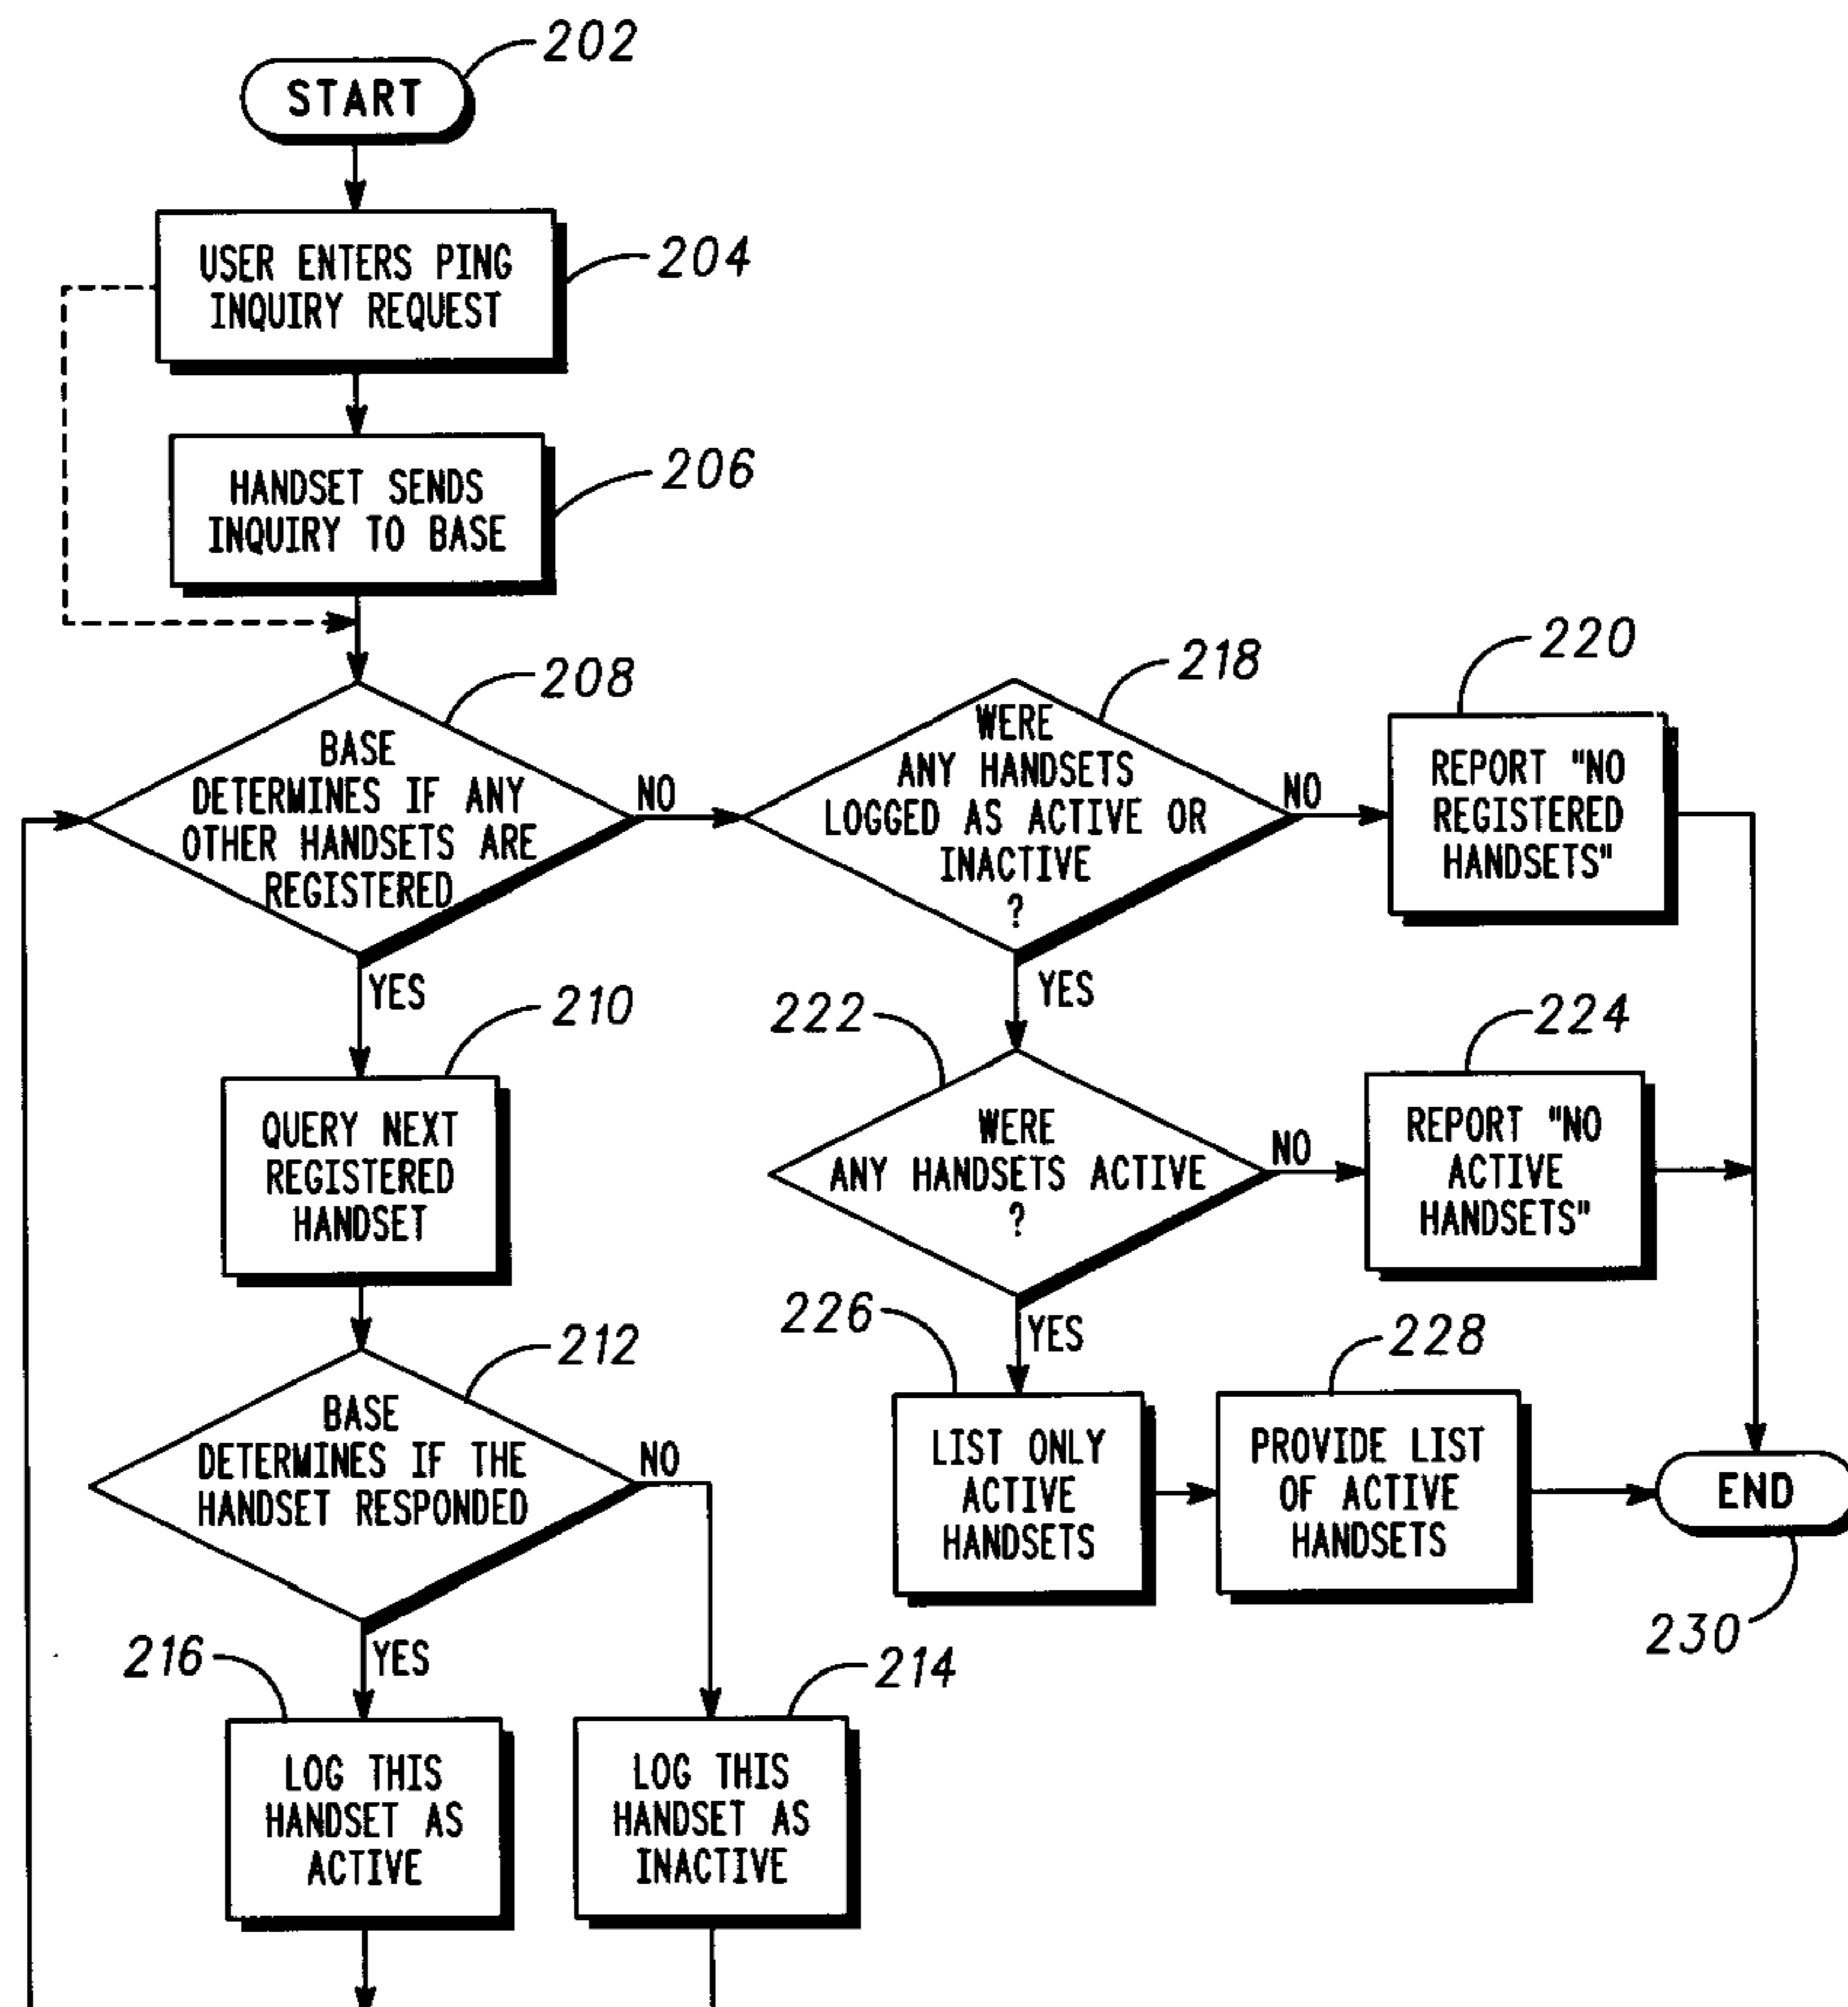 202
START
USER ENTERS PING
INQUIRY REQUEST
204
HANDSET SENDS
INQUIRY TO BASE
206
208
BASE
DETERMINES IF ANY
OTHER HANDSETS ARE
REGISTERED
NO
YES
218
WERE
ANY HANDSETS
LOGGED AS ACTIVE OR
INACTIVE
?
NO
YES
220
REPORT "NO
REGISTERED
HANDSETS"
210
QUERY NEXT
REGISTERED
HANDSET
222
WERE
ANY HANDSETS ACTIVE
?
NO
YES
224
REPORT "NO
ACTIVE
HANDSETS"
212
BASE
DETERMINES IF THE
HANDSET RESPONDED
NO
YES
226
LIST ONLY
ACTIVE
HANDSETS
228
PROVIDE LIST
OF ACTIVE
HANDSETS
END
230
216
LOG THIS
HANDSET AS
ACTIVE
214
LOG THIS
HANDSET AS
INACTIVE